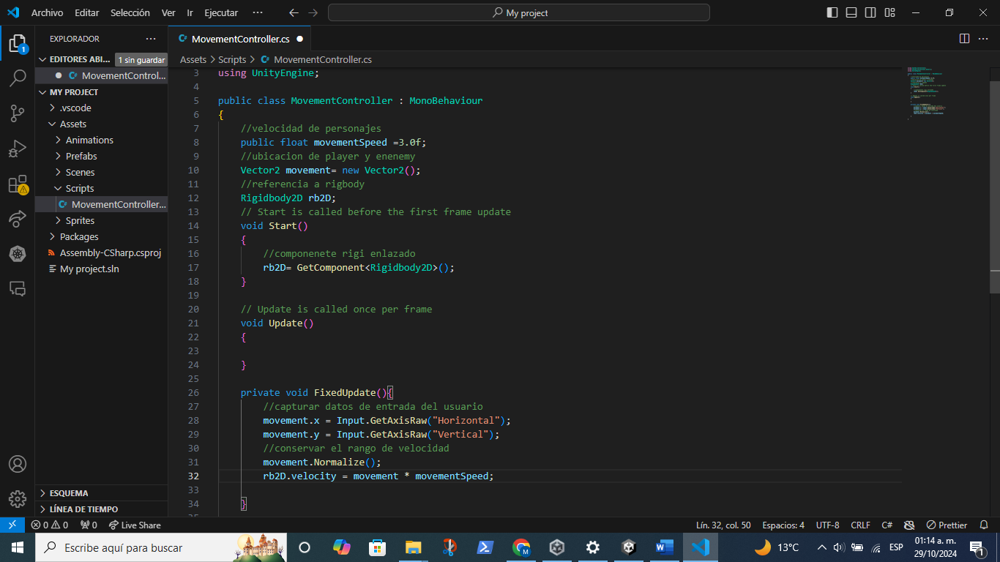 Archivo Editar Selección Ver Ir Ejecutar ··· My project
EXPLORADOR ···
EDITORES ABI... 1 sin guardar
MovementControl...
MY PROJECT
.vscode
Assets
Animations
Prefabs
Scenes
Scripts
MovementController...
Sprites
Packages
Assembly-CSharp.csproj
My project.sln
ESQUEMA
LÍNEA DE TIEMPO
MovementController.cs
Assets > Scripts > MovementController.cs
3 using UnityEngine;
4
5 public class MovementController : MonoBehaviour
6 {
7 //velocidad de personajes
8 public float movementSpeed =3.0f;
9 //ubicacion de player y enenemy
10 Vector2 movement= new Vector2();
11 //referencia a rigbody
12 Rigidbody2D rb2D;
13 // Start is called before the first frame update
14 void Start()
15 {
16 //componenete rigi enlazado
17 rb2D= GetComponent<Rigidbody2D>();
18 }
19
20 // Update is called once per frame
21 void Update()
22 {
23
24 }
25
26 private void FixedUpdate(){
27 //capturar datos de entrada del usuario
28 movement.x = Input.GetAxisRaw("Horizontal");
29 movement.y = Input.GetAxisRaw("Vertical");
30 //conservar el rango de velocidad
31 movement.Normalize();
32 rb2D.velocity = movement * movementSpeed;
33
34 }
0 0 0 Live Share Lín. 32, col. 50 Espacios: 4 UTF-8 CRLF C# Prettier
Escribe aquí para buscar 13°C ESP 01:14 a. m.
29/10/2024